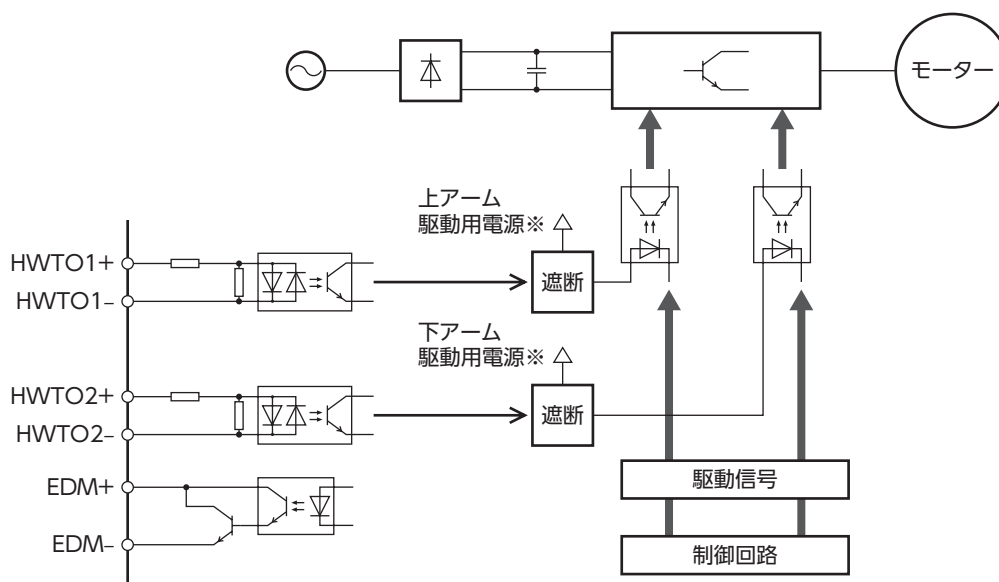 モーター
上アーム
駆動用電源※
HWTO1+
遮断
HWTO1–
下アーム
駆動用電源※
HWTO2+
遮断
HWTO2–
EDM+
駆動信号
EDM–
制御回路